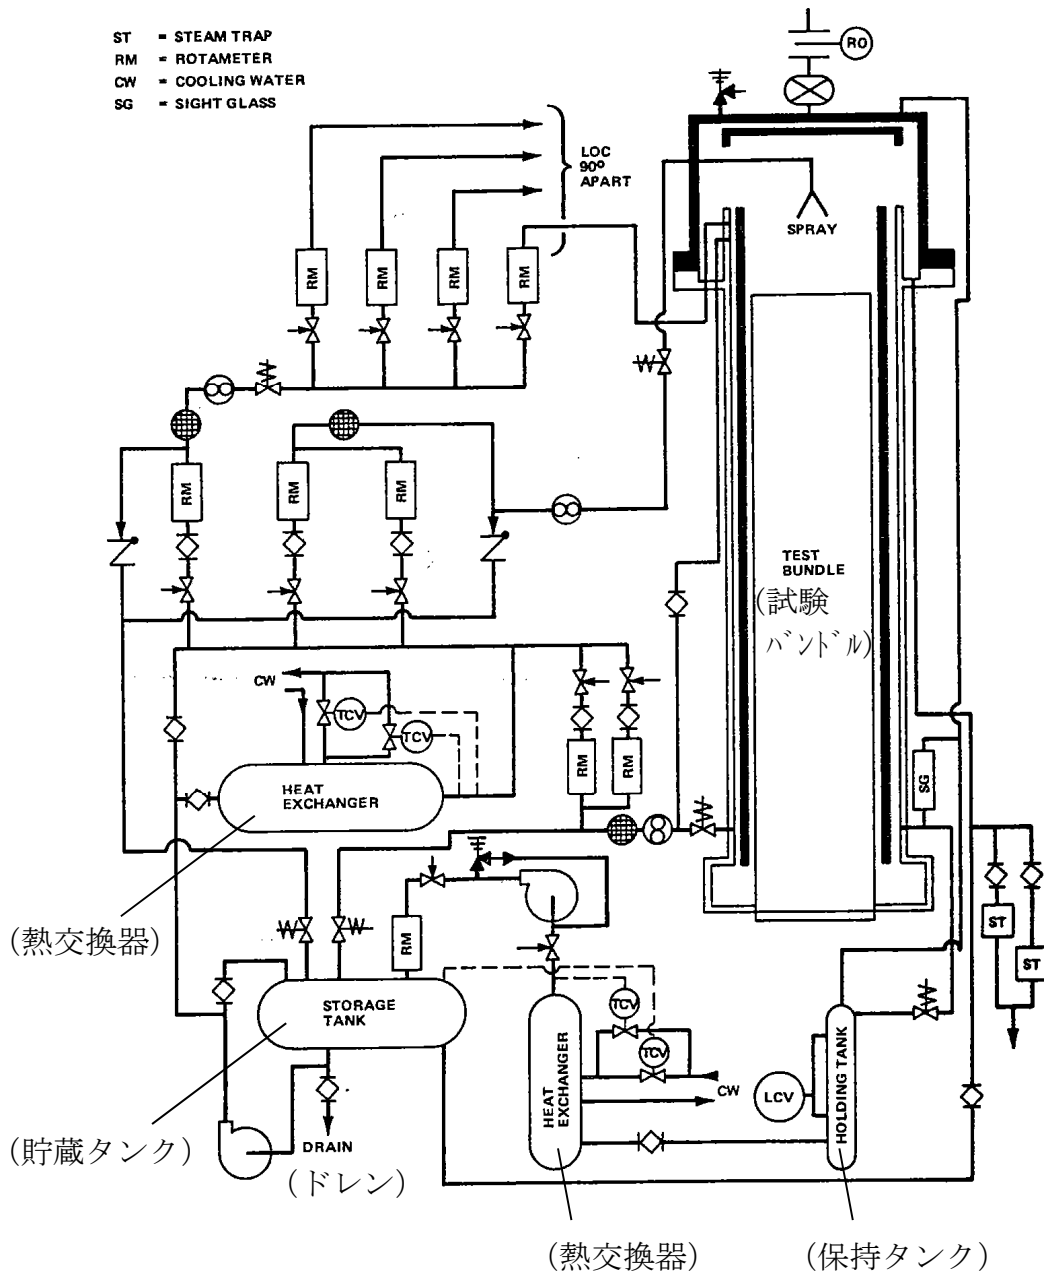 ST = STEAM TRAP
RM = ROTAMETER
CW = COOLING WATER
SG = SIGHT GLASS
RO
LOC
90°
APART
SPRAY
RM
RM
RM
RM
RM
RM
RM
TEST
BUNDLE
(試験
バンドル)
CW
TCV
TCV
HEAT
EXCHANGER
RM
RM
SG
(熱交換器)
RM
ST
ST
STORAGE
TANK
TCV
TCV
HEAT
EXCHANGER
CW
LCV
HOLDING TANK
DRAIN
(貯蔵タンク)
(ドレン)
(熱交換器)
(保持タンク)